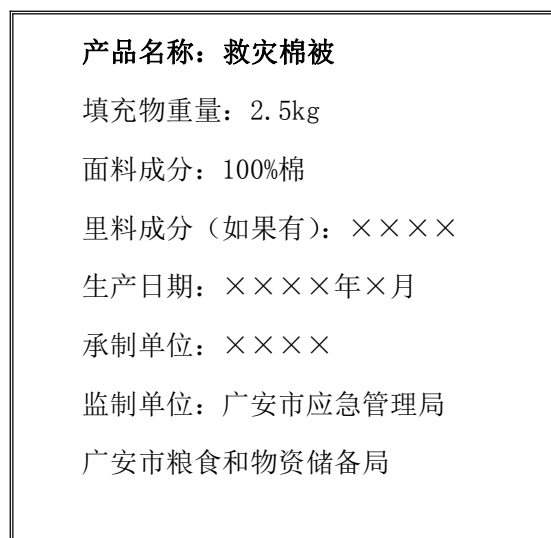 产品名称：救灾棉被
填充物重量：2.5kg
面料成分：100%棉
里料成分（如果有）：××××
生产日期：××××年×月
承制单位：××××
监制单位：广安市应急管理局
广安市粮食和物资储备局